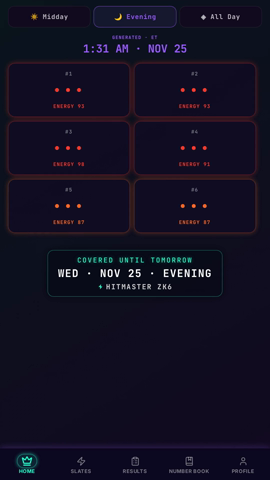 Midday
Evening
All Day
GENERATED · ET
1:31 AM · NOV 25
#1
#2
ENERGY 93
ENERGY 93
#3
#4
ENERGY 91
#5
#6
ENERGY 87
ENERGY 87
COVERED UNTIL TOMORROW
WED · NOV 25 · EVENING
HITMASTER ZK6
HOME
SLATES
RESULTS
NUMBER BOOK
PROFILE